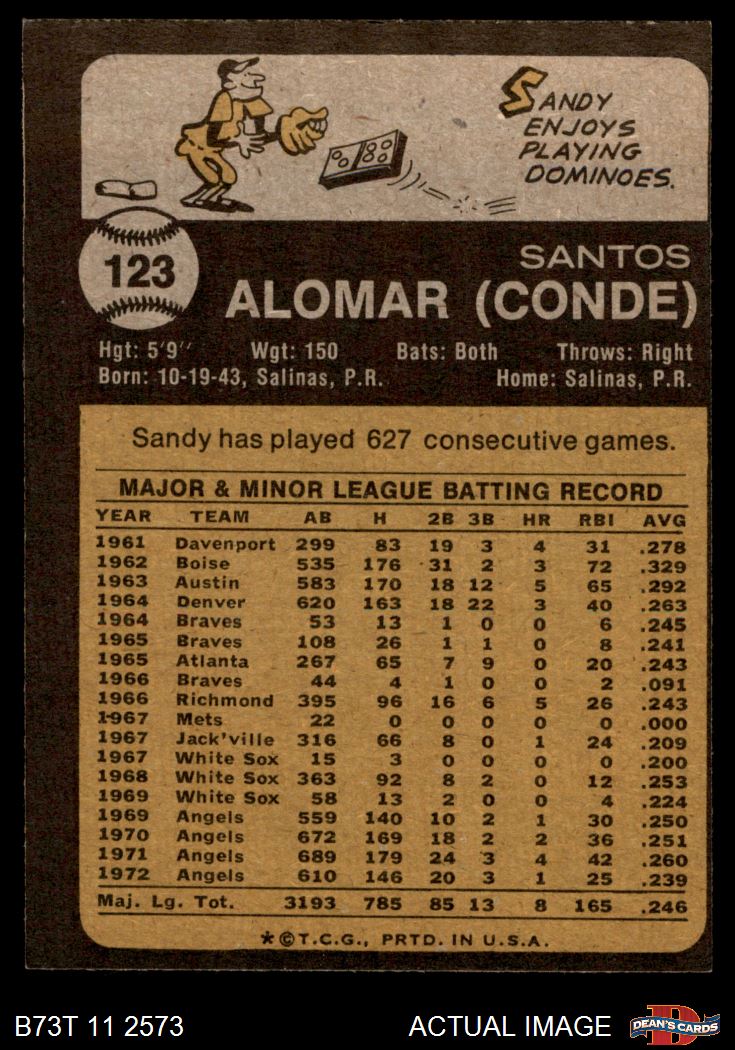 SANDY
ENJOYS
PLAYING
DOMINOES.
123
SANTOS
ALOMAR (CONDE)
Hgt: 5'9" Wgt: 150 Bats: Both Throws: Right
Born: 10-19-43, Salinas, P.R. Home: Salinas, P.R.
Sandy has played 627 consecutive games.
MAJOR & MINOR LEAGUE BATTING RECORD
YEAR TEAM AB H 2B 3B HR RBI AVG
1961 Davenport 299 83 19 3 4 31 .278
1962 Boise 535 176 31 2 3 72 .329
1963 Austin 583 170 18 12 5 65 .292
1964 Denver 620 163 18 22 3 40 .263
1964 Braves 53 13 1 0 0 6 .245
1965 Braves 108 26 1 1 0 8 .241
1965 Atlanta 267 65 7 9 0 20 .243
1966 Braves 44 4 1 0 0 2 .091
1966 Richmond 395 96 16 6 5 26 .243
1967 Mets 22 0 0 0 0 0 .000
1967 Jack'ville 316 66 8 0 1 24 .209
1967 White Sox 15 3 0 0 0 0 .200
1968 White Sox 363 92 8 2 0 12 .253
1969 White Sox 58 13 2 0 0 4 .224
1969 Angels 559 140 10 2 1 30 .250
1970 Angels 672 169 18 2 2 36 .251
1971 Angels 689 179 24 3 4 42 .260
1972 Angels 610 146 20 3 1 25 .239
Maj. Lg. Tot. 3193 785 85 13 8 165 .246
*©T.C.G., PRTD. IN U.S.A.
B73T 11 2573 ACTUAL IMAGE DEAN'S CARDS